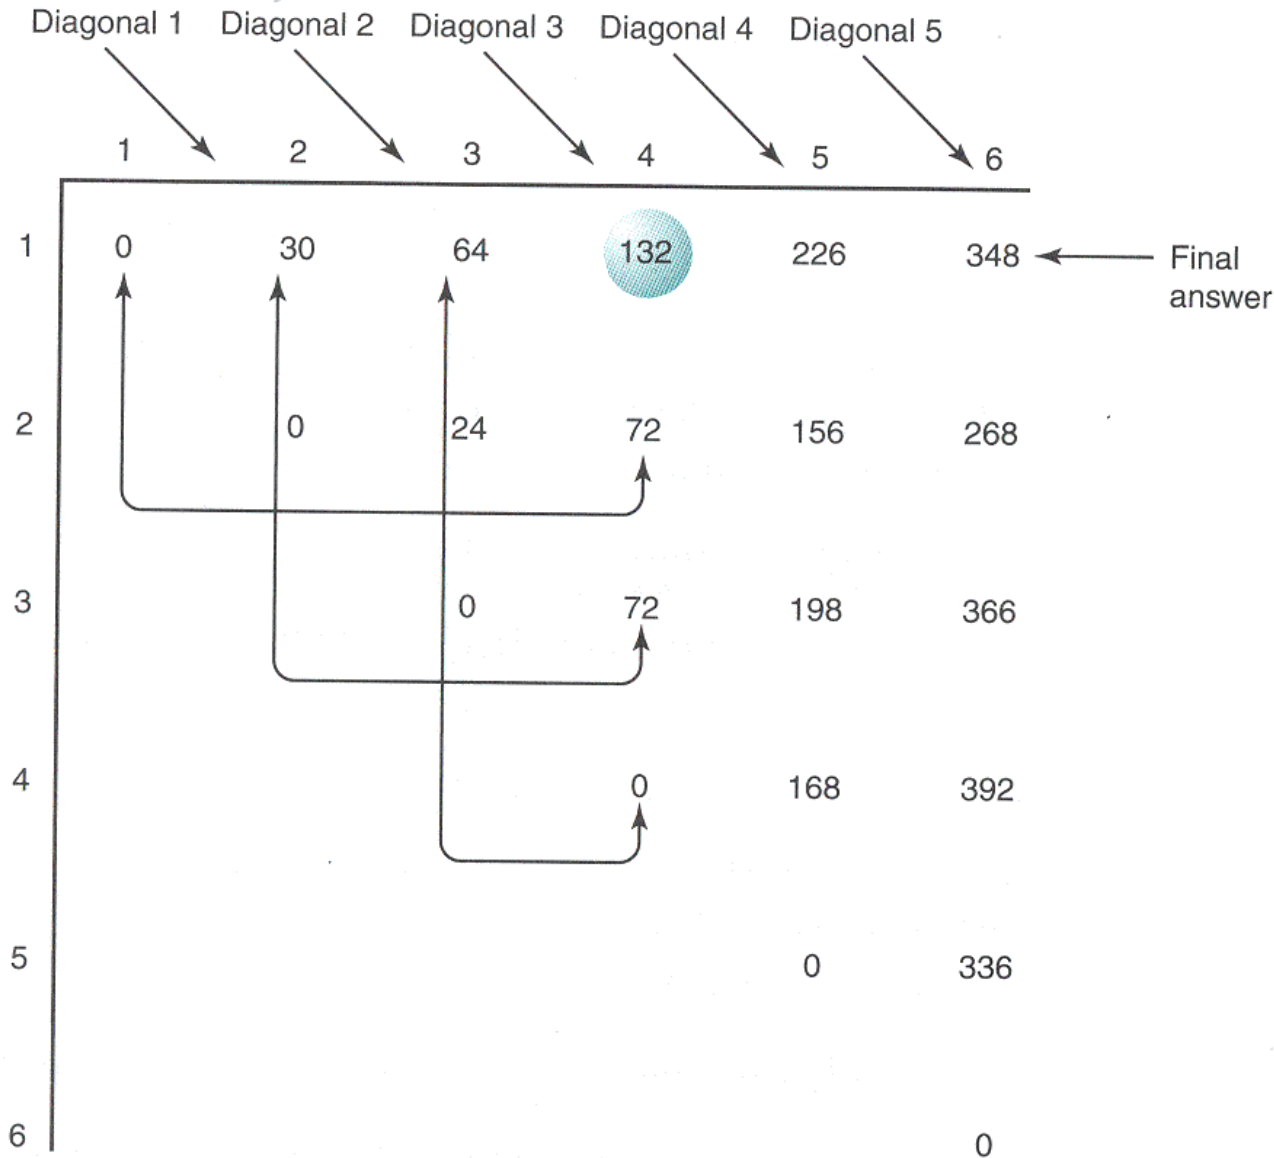 Diagonal 1 Diagonal 2 Diagonal 3 Diagonal 4 Diagonal 5
1 2 3 4 5 6
1 0 30 64 132 226 348 Final
answer
2 0 24 72 156 268
3 0 72 198 366
4 0 168 392
5 0 336
6 0